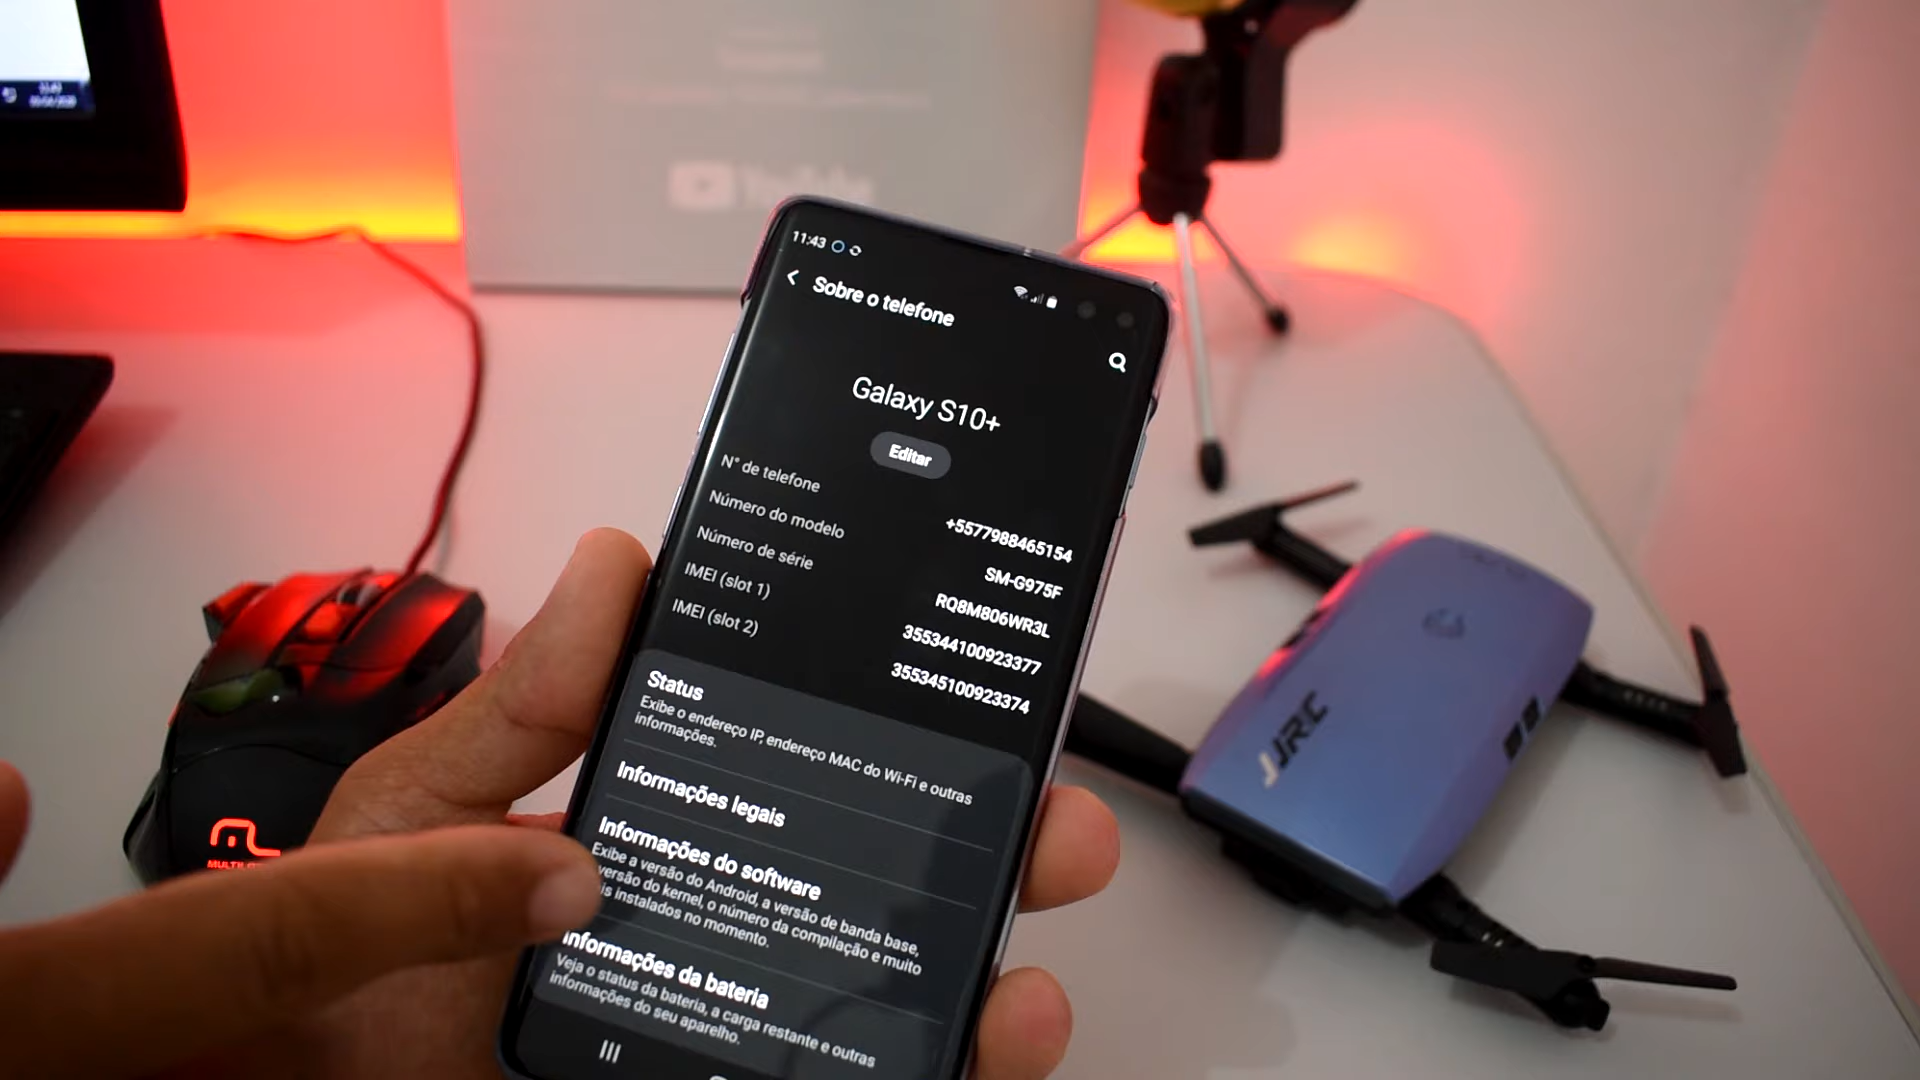 11:43
YouTube
11:43
Sobre o telefone
Galaxy S10+
Editar
N° de telefone
+5577988465154
Número do modelo
SM-G975F
Número de série
RQ8M806WR3L
IMEI (slot 1)
355344100923377
IMEI (slot 2)
355345100923374
Status
Exibe o endereço IP, endereço MAC do Wi-Fi e outras
informações.
Informações legais
Informações do software
Exibe a versão do Android, a versão de banda base,
versão do kernel, o número da compilação e muito
is instalados no momento.
Informações da bateria
Veja o status da bateria, a carga restante e outras
informações do seu aparelho.
JJRC